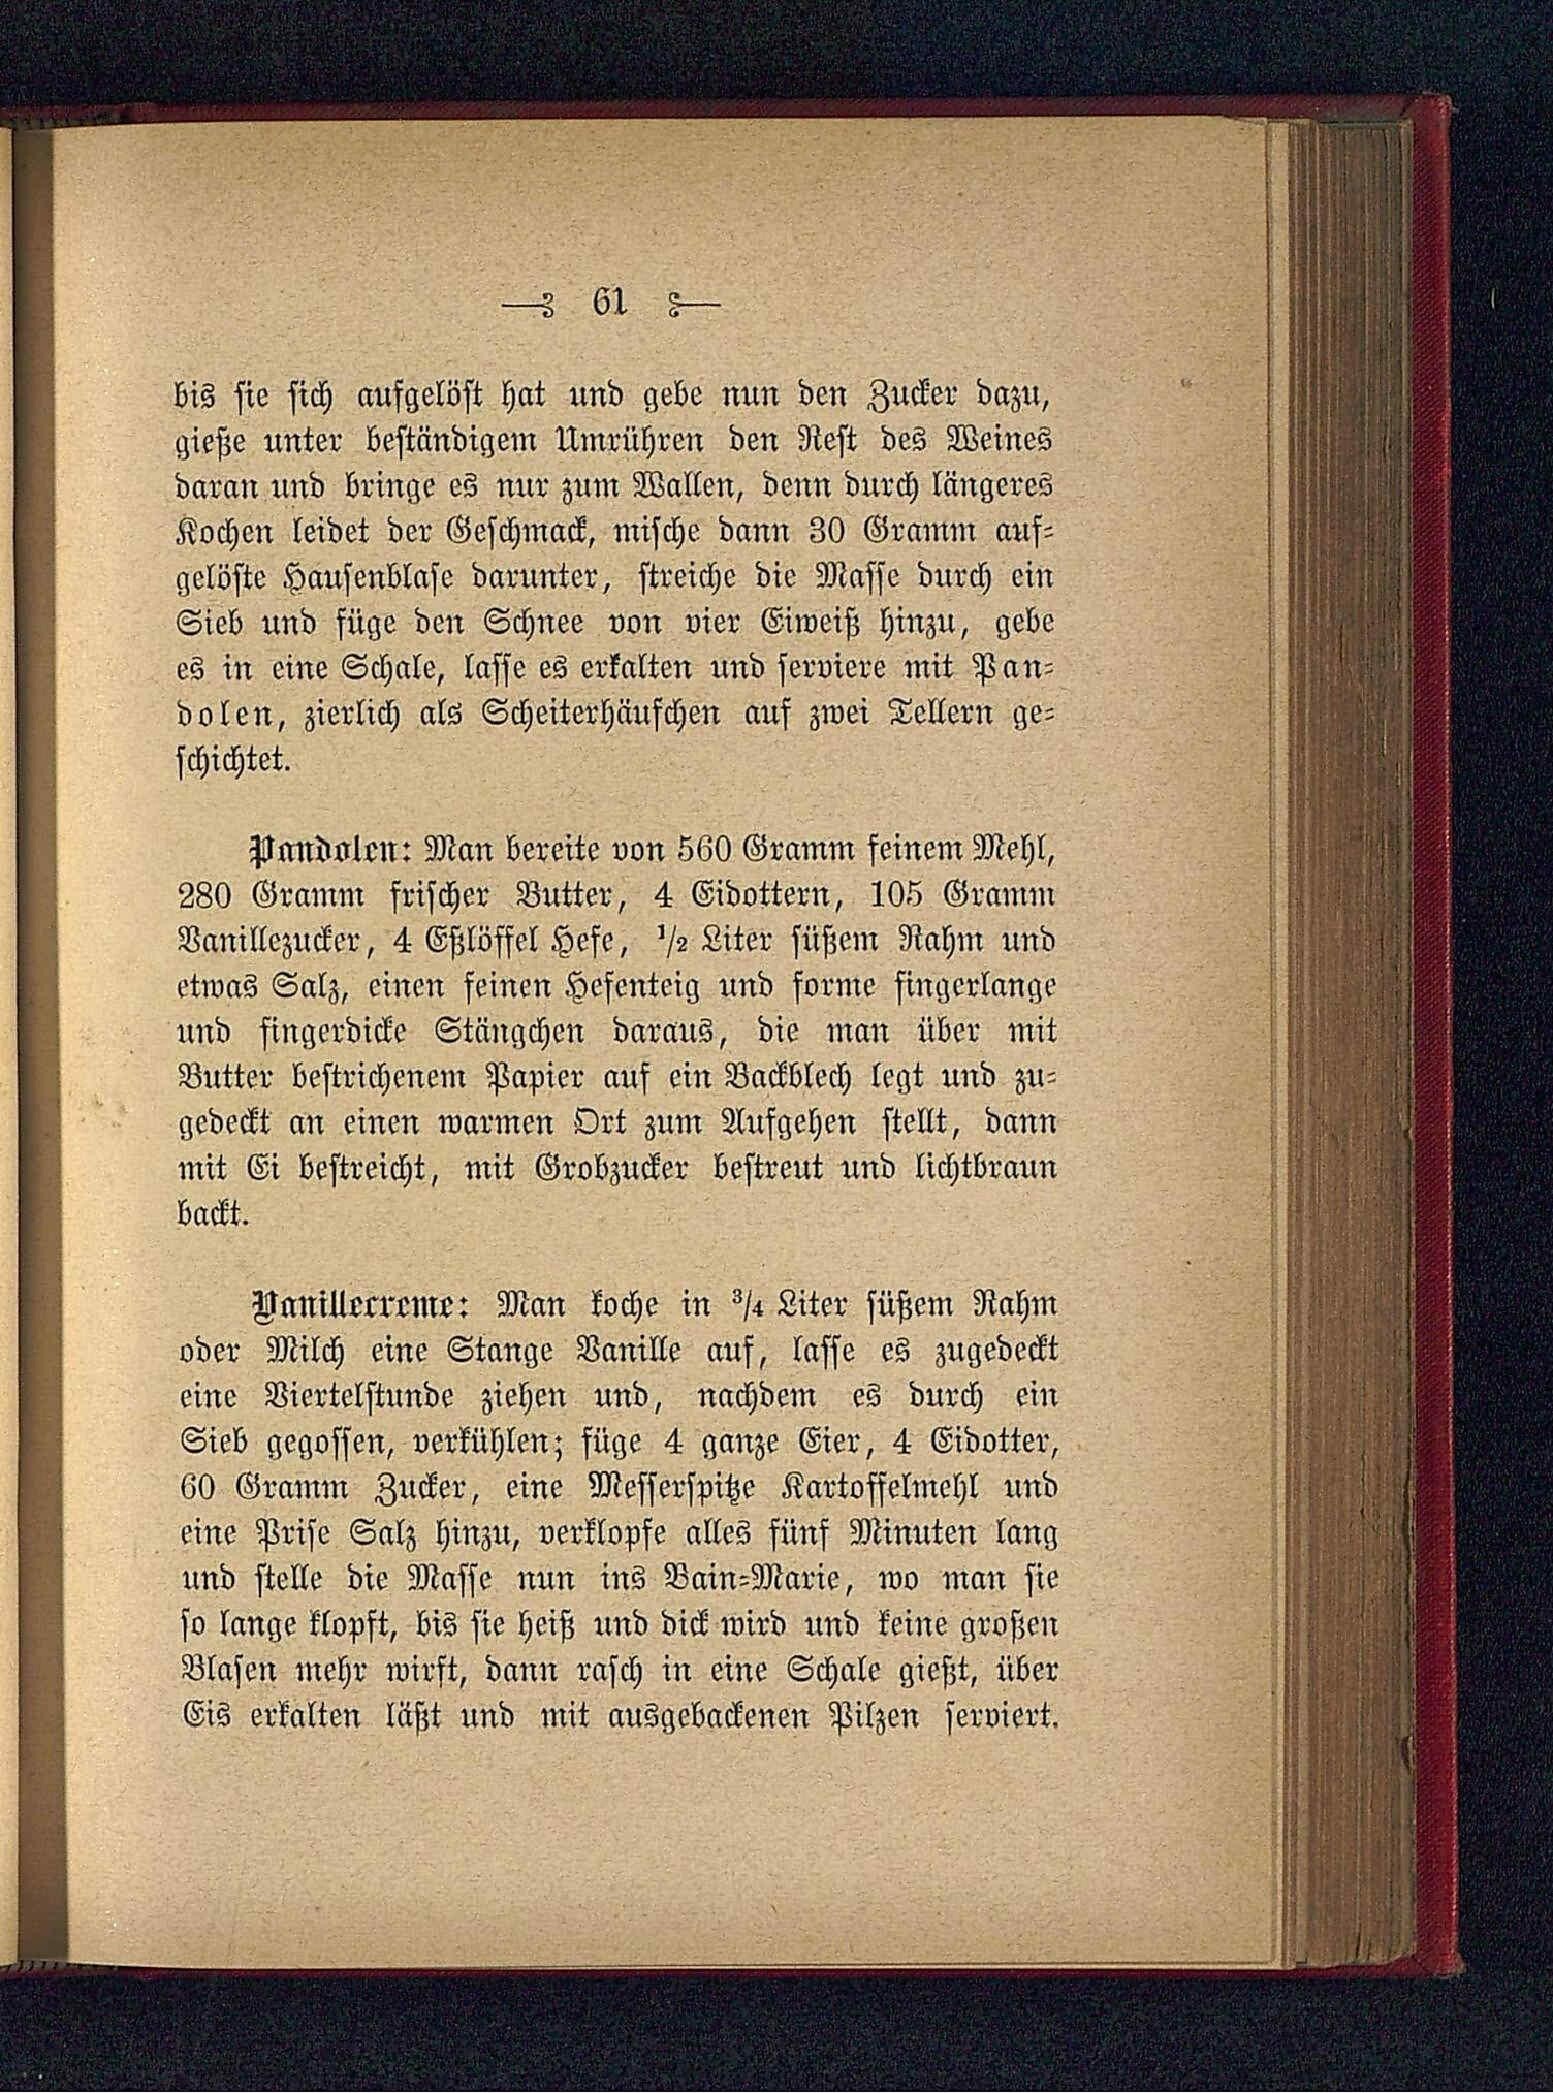 61
bis sie sich aufgelöst hat und gebe nun den Zucker dazu,
gieße unter beständigem Umrühren den Rest des Weines
daran und bringe es nur zum Wallen, denn durch längeres
Kochen leidet der Geschmack, mische dann 30 Gramm auf-
gelöste Hausenblase darunter, streiche die Masse durch ein
Sieb und füge den Schnee von vier Eiweiß hinzu, gebe
es in eine Schale, lasse es erkalten und serviere mit Pan-
dolen, zierlich als Scheiterhäufchen auf zwei Tellern ge-
schichtet.
Pandolen: Man bereite von 560 Gramm feinem Mehl,
280 Gramm frischer Butter, 4 Eidottern, 105 Gramm
Vanillezucker, 4 Eßlöffel Hefe, 1/2 Liter süßem Rahm und
etwas Salz, einen feinen Hefenteig und forme fingerlange
und fingerdicke Stängchen daraus, die man über mit
Butter bestrichenem Papier auf ein Backblech legt und zu-
gedeckt an einen warmen Ort zum Aufgehen stellt, dann
mit Ei bestreicht, mit Grobzucker bestreut und lichtbraun
backt.
Vanillecreme: Man koche in 3/4 Liter süßem Rahm
oder Milch eine Stange Vanille auf, lasse es zugedeckt
eine Viertelstunde ziehen und, nachdem es durch ein
Sieb gegossen, verkühlen; füge 4 ganze Eier, 4 Eidotter,
60 Gramm Zucker, eine Messerspitze Kartoffelmehl und
eine Prise Salz hinzu, verklopfe alles fünf Minuten lang
und stelle die Masse nun ins Bain-Marie, wo man sie
so lange klopft, bis sie heiß und dick wird und keine großen
Blasen mehr wirft, dann rasch in eine Schale gießt, über
Eis erkalten läßt und mit ausgebackenen Pilzen serviert.